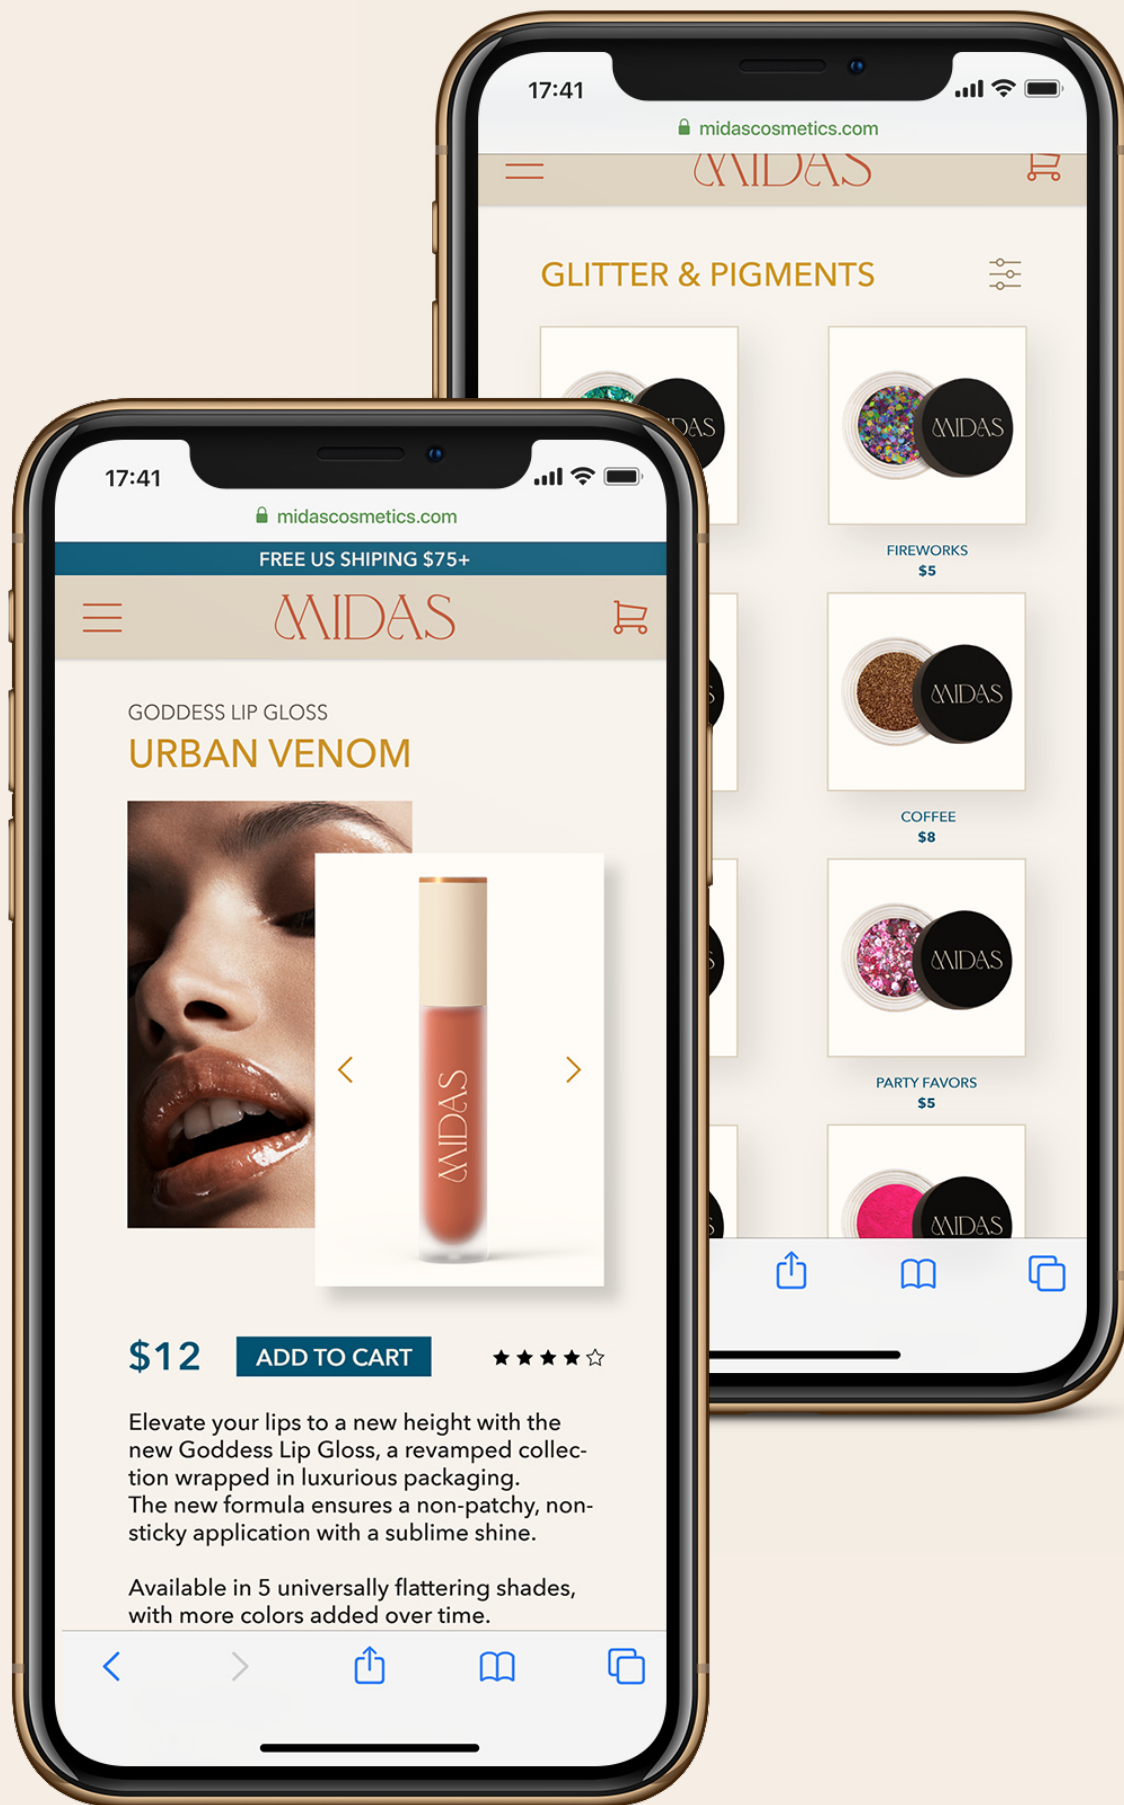 17:41
midascosmetics.com
MIDAS
GLITTER & PIGMENTS
MIDAS
MIDAS
FIREWORKS
$5
MIDAS
COFFEE
$8
MIDAS
PARTY FAVORS
$5
MIDAS
17:41
midascosmetics.com
FREE US SHIPING $75+
MIDAS
GODDESS LIP GLOSS
URBAN VENOM
MIDAS
$12
ADD TO CART
Elevate your lips to a new height with the
new Goddess Lip Gloss, a revamped collec-
tion wrapped in luxurious packaging.
The new formula ensures a non-patchy, non-
sticky application with a sublime shine.
Available in 5 universally flattering shades,
with more colors added over time.